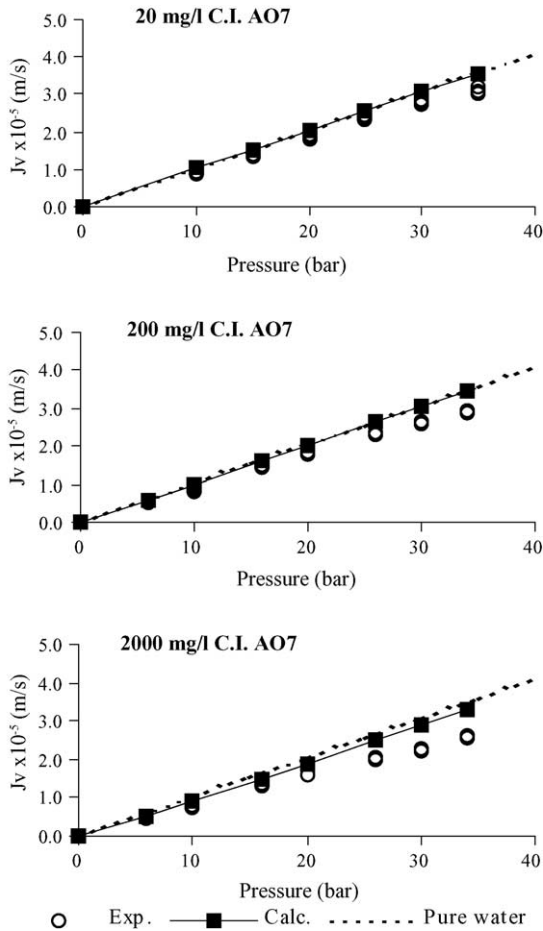 20 mg/l C.I. AO7
Jv x10-5 (m/s)
5.0
4.0
3.0
2.0
1.0
0.0
0 10 20 30 40
Pressure (bar)
200 mg/l C.I. AO7
Jv x10-5 (m/s)
5.0
4.0
3.0
2.0
1.0
0.0
0 10 20 30 40
Pressure (bar)
2000 mg/l C.I. AO7
Jv x10-5 (m/s)
5.0
4.0
3.0
2.0
1.0
0.0
0 10 20 30 40
Pressure (bar)
Exp. Calc. Pure water